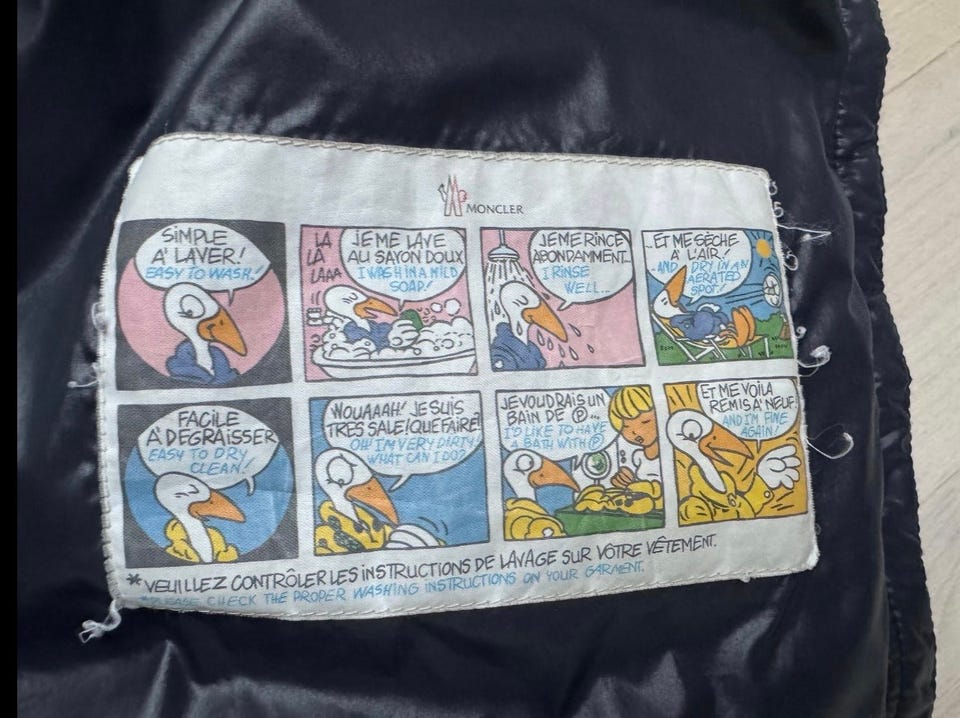 MONCLER
SIMPLE
A' LAVER!
EASY TO WASH!
LA
LA
LAAA
JE ME LAVE
AU SAVON DOUX
I WASH IN A MILD
SOAP!
JE ME RINCE
ABONDAMMENT...
I RINSE
WELL...
..ET ME SÈCHE
A' L'AIR!
..AND DRY IN AN
AERATED
SPOT!
FACILE
A' DEGRAISSER
EASY TO DRY
CLEAN!
WOUAAAH! JE SUIS
TRES SALE! QUE FAIRE?
OH! I'M VERY DIRTY
WHAT CAN I DO?
JE VOUDRAIS UN
BAIN DE Ⓟ...
I'D LIKE TO HAVE
A BATH WITH Ⓟ
ET ME VOILA
REMIS A' NEUF.
AND I'M FINE
AGAIN!
* VEUILLEZ CONTRÔLER LES INSTRUCTIONS DE LAVAGE SUR VÔTRE VÊTEMENT.
*PLEASE CHECK THE PROPER WASHING INSTRUCTIONS ON YOUR GARMENT.